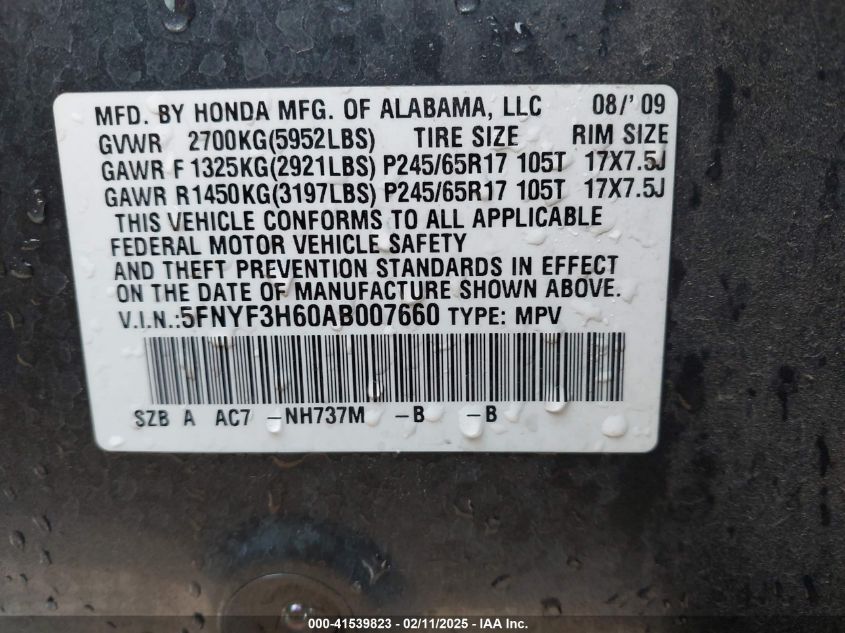 MFD. BY HONDA MFG. OF ALABAMA, LLC 08/'09
GVWR 2700KG(5952LBS) TIRE SIZE RIM SIZE
GAWR F 1325KG(2921LBS) P245/65R17 105T 17X7.5J
GAWR R1450KG(3197LBS) P245/65R17 105T 17X7.5J
THIS VEHICLE CONFORMS TO ALL APPLICABLE
FEDERAL MOTOR VEHICLE SAFETY
AND THEFT PREVENTION STANDARDS IN EFFECT
ON THE DATE OF MANUFACTURE SHOWN ABOVE.
V.I.N.:5FNYF3H60AB007660 TYPE: MPV
SZB A AC7 -NH737M -B -B
000-41539823 - 02/11/2025 - IAA Inc.